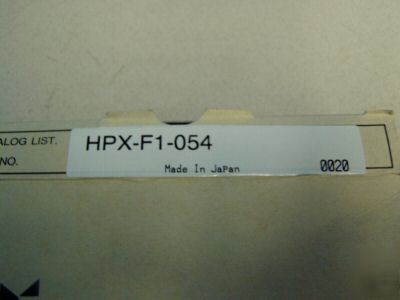 ALOG LIST.
NO.
HPX-F1-054
Made In JaPan 0020